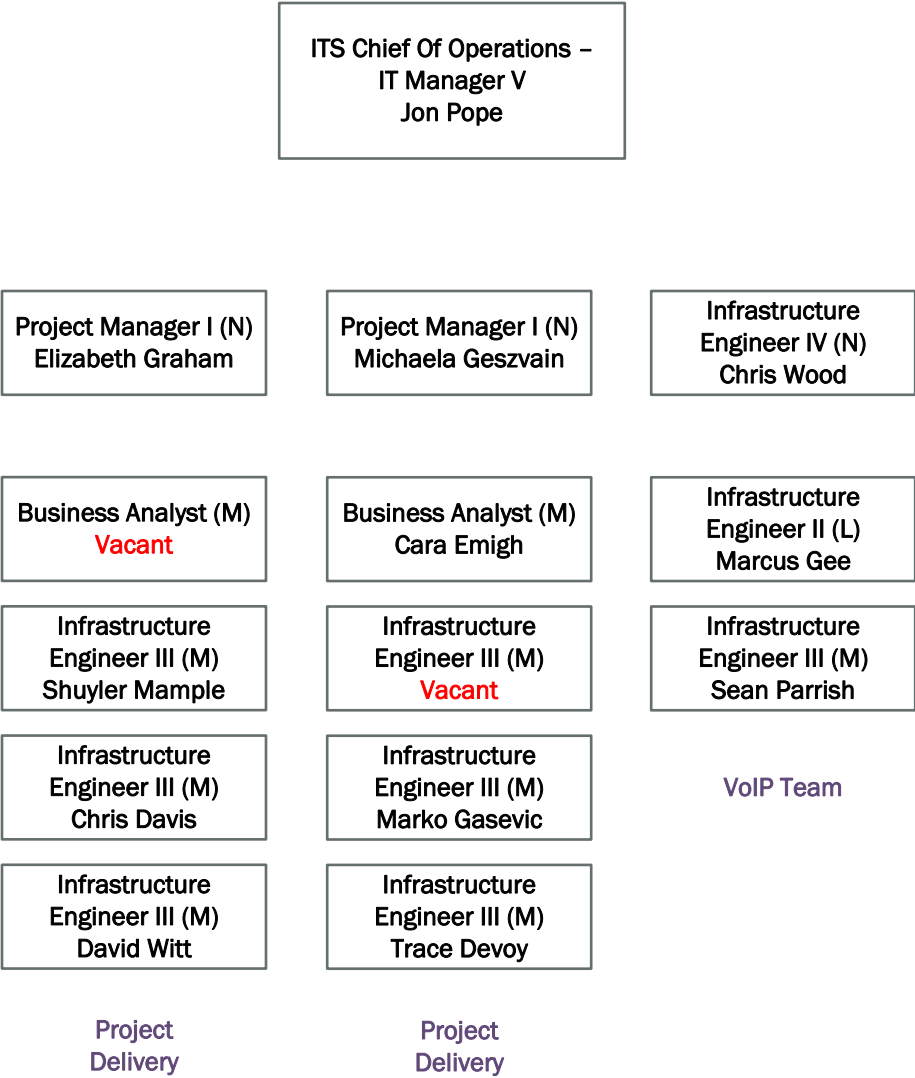 ITS Chief Of Operations –
IT Manager V
Jon Pope
Project Manager I (N)
Elizabeth Graham
Project Manager I (N)
Michaela Geszvain
Infrastructure
Engineer IV (N)
Chris Wood
Business Analyst (M)
Vacant
Business Analyst (M)
Cara Emigh
Infrastructure
Engineer II (L)
Marcus Gee
Infrastructure
Engineer III (M)
Shuyler Mample
Infrastructure
Engineer III (M)
Vacant
Infrastructure
Engineer III (M)
Sean Parrish
Infrastructure
Engineer III (M)
Chris Davis
Infrastructure
Engineer III (M)
Marko Gasevic
VoIP Team
Infrastructure
Engineer III (M)
David Witt
Infrastructure
Engineer III (M)
Trace Devoy
Project
Delivery
Project
Delivery